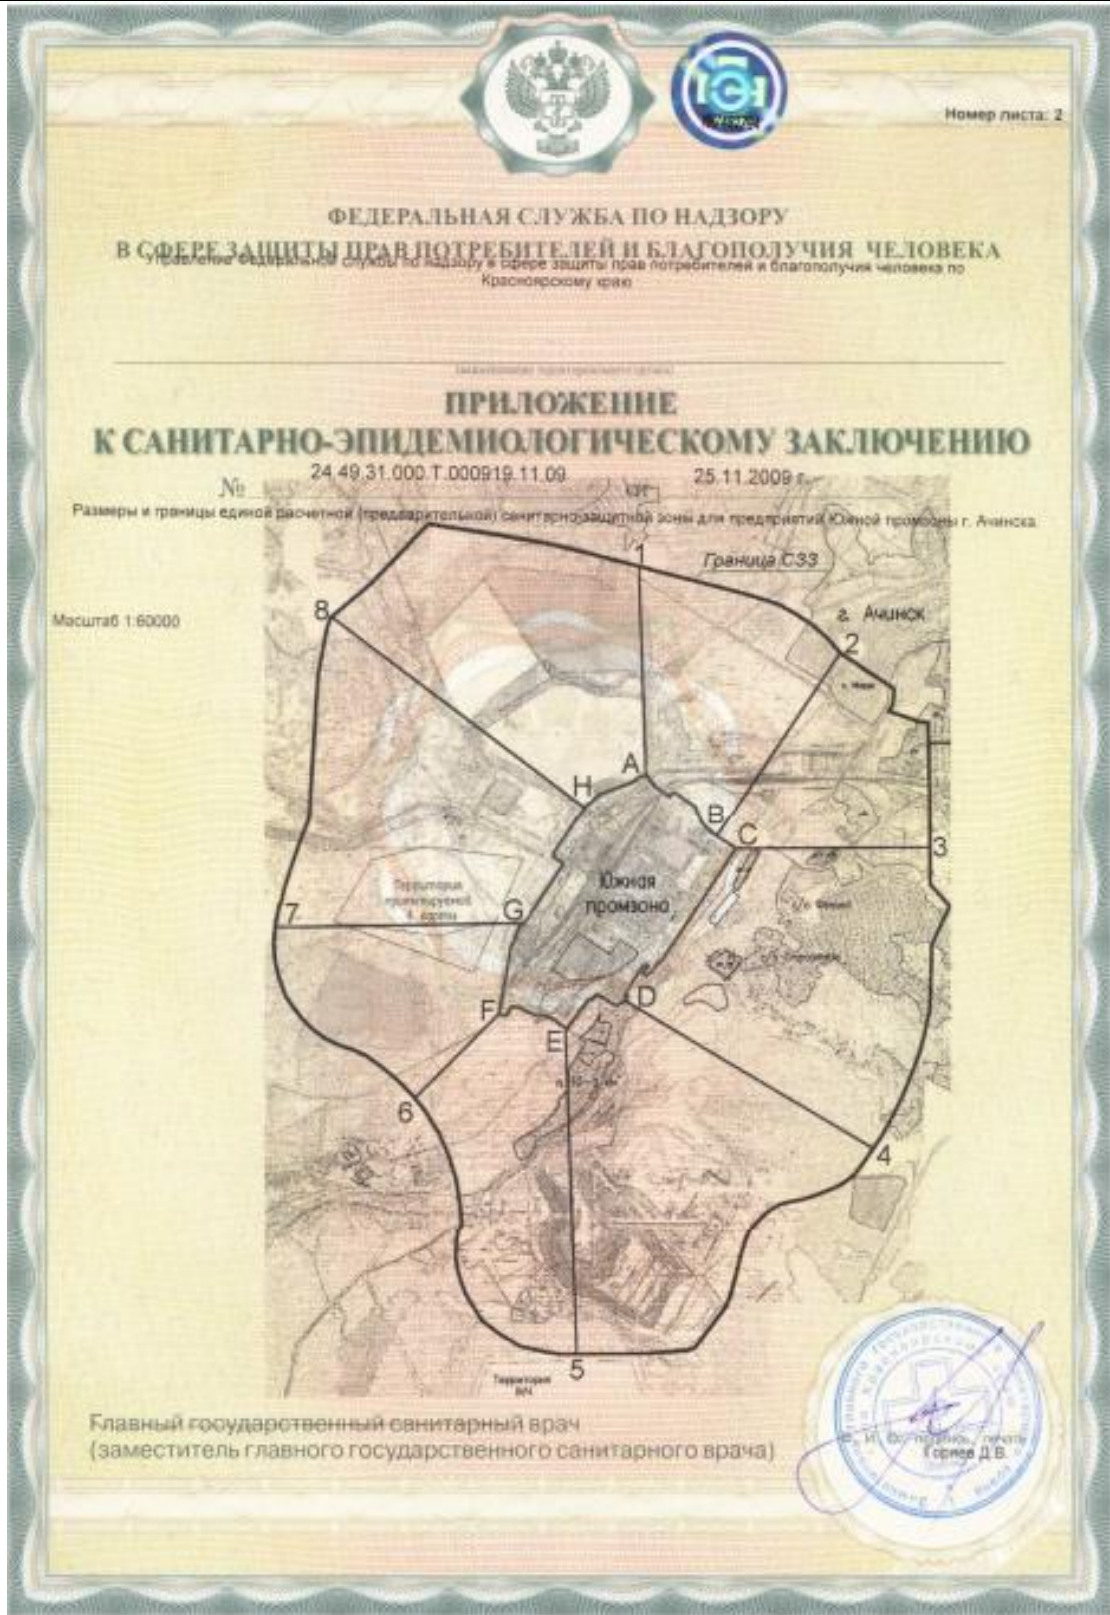 Номер листа: 2
ФЕДЕРАЛЬНАЯ СЛУЖБА ПО НАДЗОРУ
В СФЕРЕ ЗАЩИТЫ ПРАВ ПОТРЕБИТЕЛЕЙ И БЛАГОПОЛУЧИЯ ЧЕЛОВЕКА
Управление Федеральной службы по надзору в сфере защиты прав потребителей и благополучия человека по
Красноярскому краю
ПРИЛОЖЕНИЕ
К САНИТАРНО-ЭПИДЕМИОЛОГИЧЕСКОМУ ЗАКЛЮЧЕНИЮ
№ 24.49.31.000.Т.000919.11.09 от 25.11.2009 г.
Размеры и границы единой расчетной (предварительной) санитарно-защитной зоны для предприятий Южной промзоны г. Ачинска.
1
Граница СЗЗ
8
Масштаб 1:60000
г. Ачинск
2
A
H
B
C
3
Южная
промзона
Территория
7
G
D
F
E
6
4
5
Территория
Главный государственный санитарный врач
(заместитель главного государственного санитарного врача)
Ф. И. О., подпись, печать
Горяев Д.В.